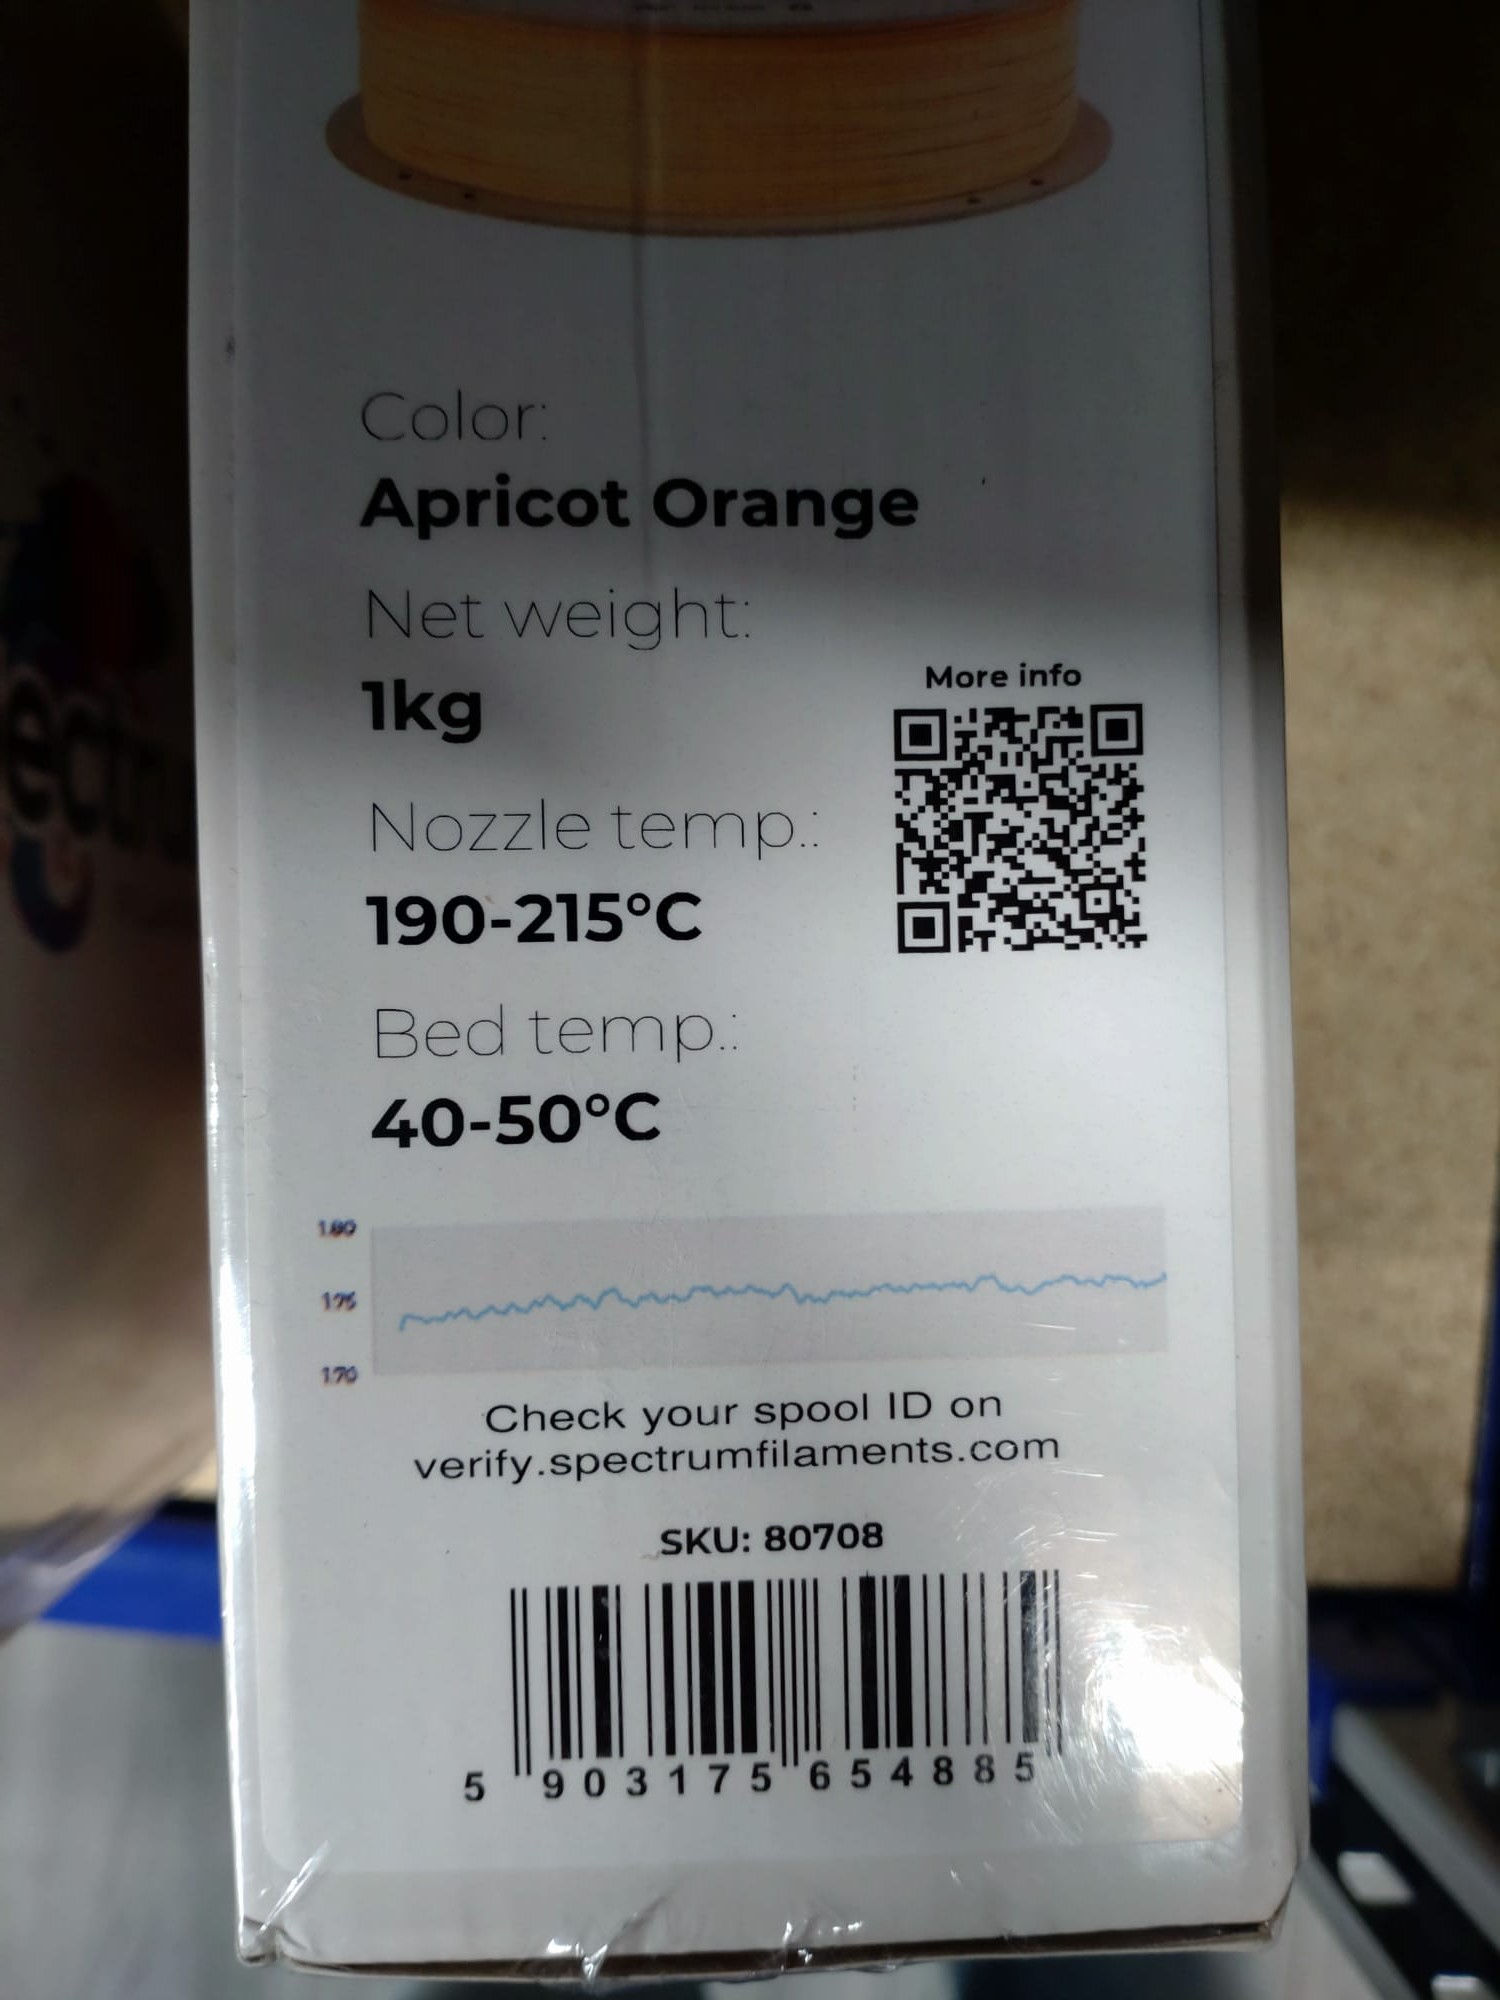 Color:
Apricot Orange
Net weight:
1kg
More info
Nozzle temp.:
190-215°C
Bed temp.:
40-50°C
1.80
1.75
1.70
Check your spool ID on
verify.spectrumfilaments.com
SKU: 80708
5 903175 654885